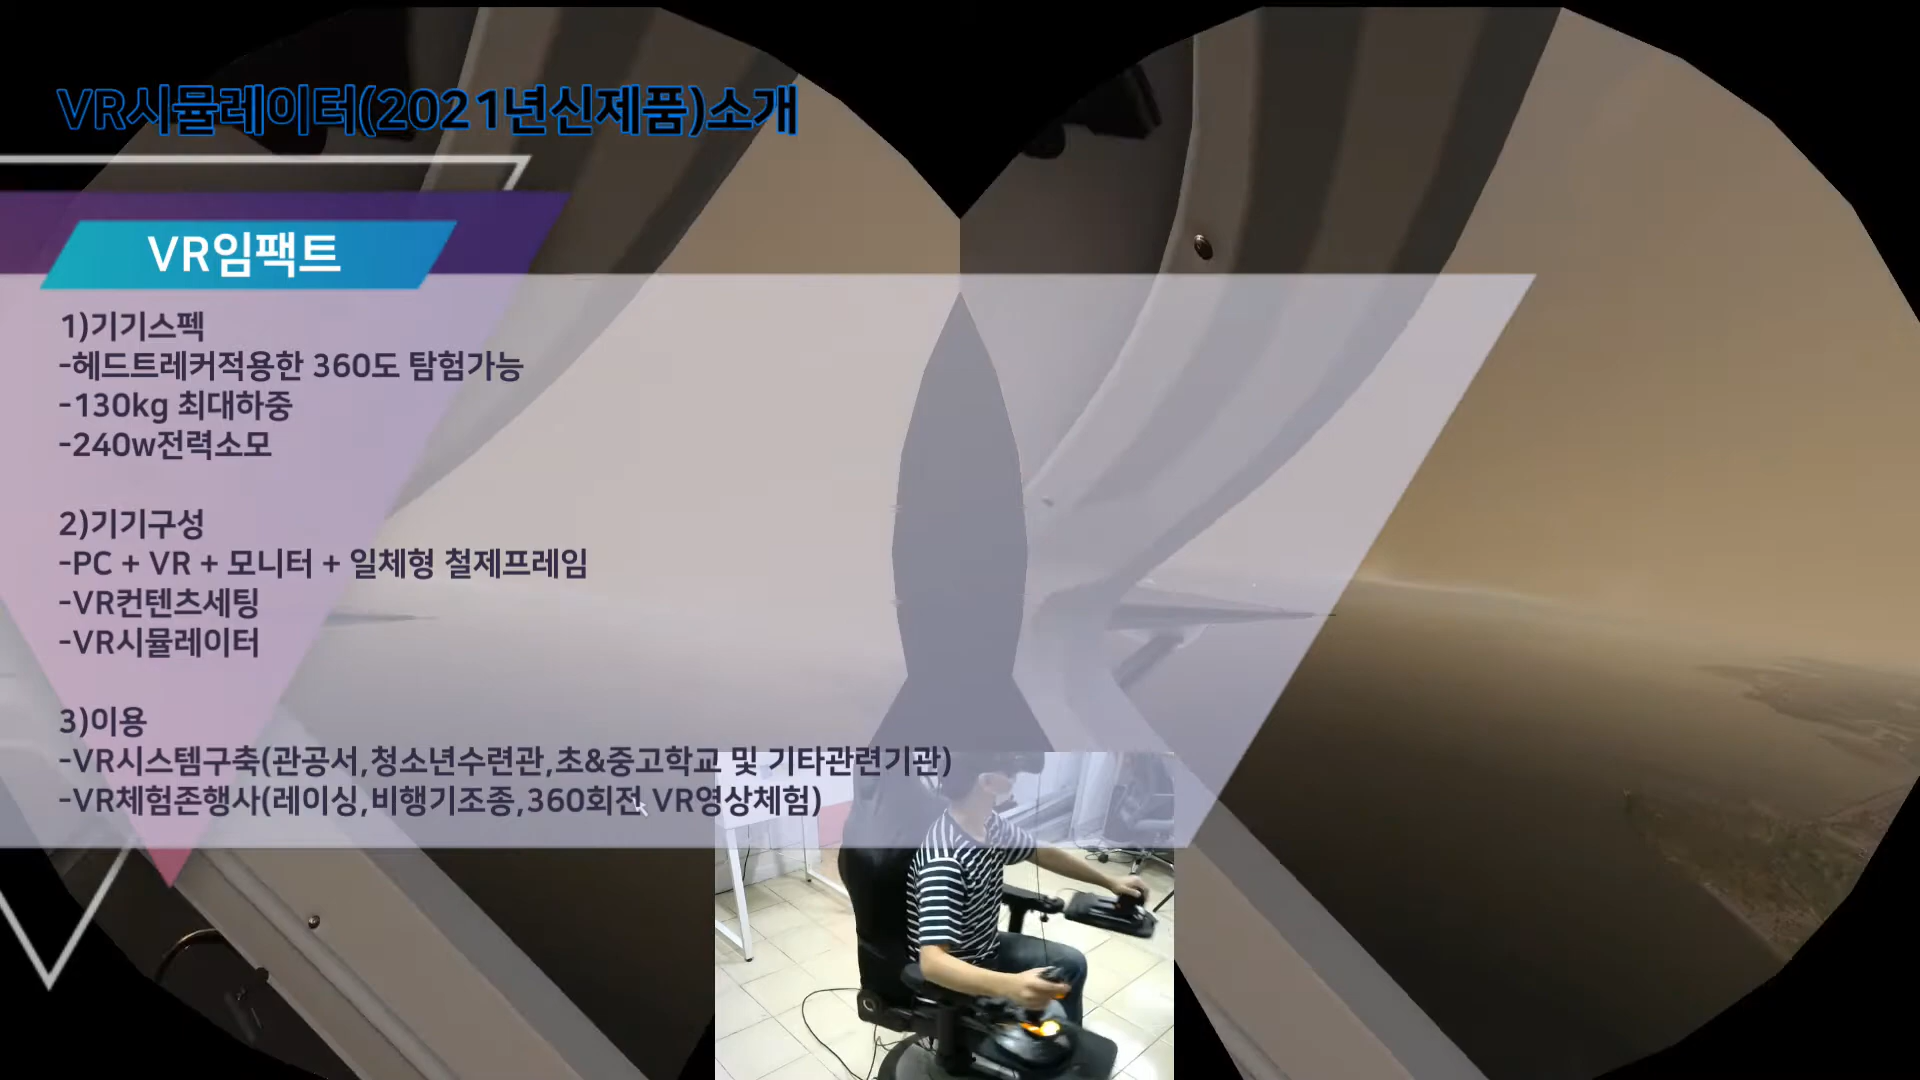 VR시뮬레이터(2021년신제품)소개
VR임팩트
1)기기스펙
-헤드트레커적용한 360도 탐험가능
-130kg 최대하중
-240w전력소모
2)기기구성
-PC + VR + 모니터 + 일체형 철제프레임
-VR컨텐츠세팅
-VR시뮬레이터
3)이용
-VR시스템구축(관공서,청소년수련관,초&중고학교 및 기타관련기관)
-VR체험존행사(레이싱,비행기조종,360회전 VR영상체험)